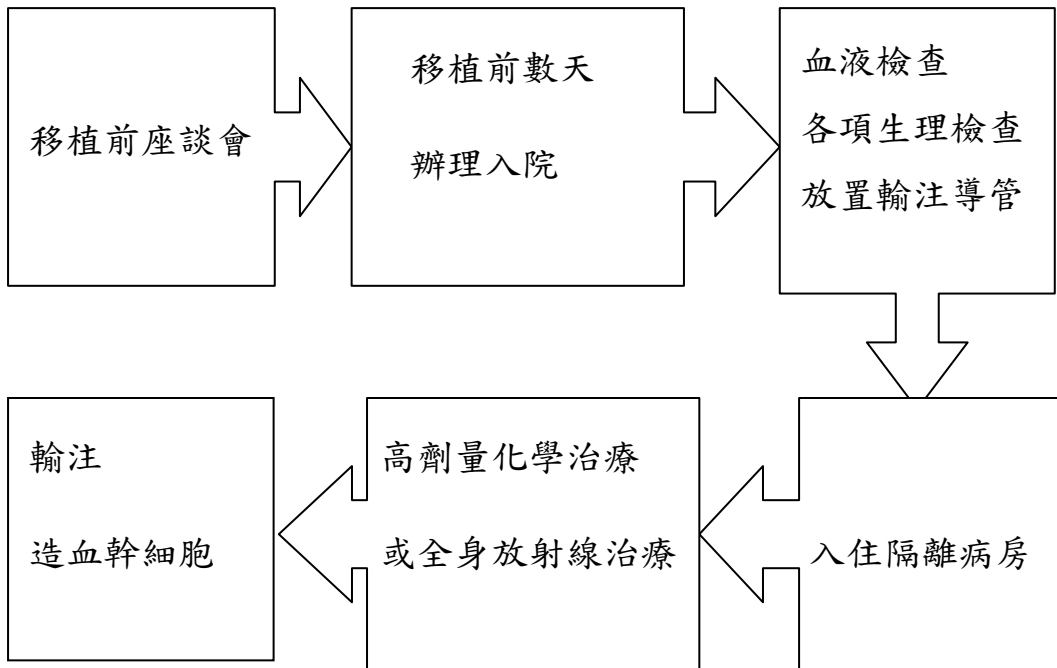 移植前座談會
移植前數天
辦理入院
血液檢查
各項生理檢查
放置輸注導管
入住隔離病房
高劑量化學治療
或全身放射線治療
輸注
造血幹細胞